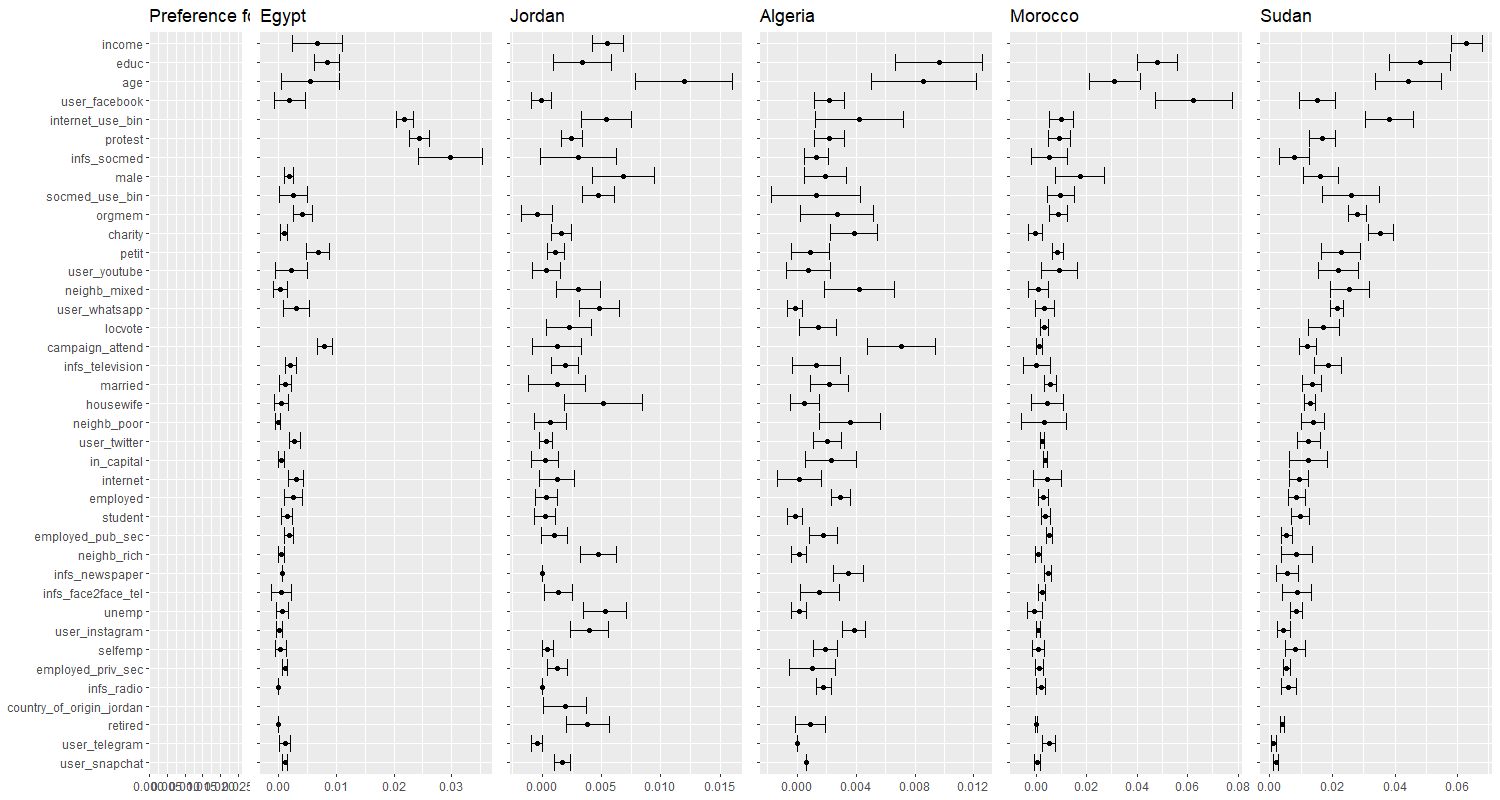 Preference fo
Egypt
Jordan
Algeria
Morocco
Sudan
income
educ
age
user_facebook
internet_use_bin
protest
infs_socmed
male
socmed_use_bin
orgmem
charity
petit
user_youtube
neighb_mixed
user_whatsapp
locvote
campaign_attend
infs_television
married
housewife
neighb_poor
user_twitter
in_capital
internet
employed
student
employed_pub_sec
neighb_rich
infs_newspaper
infs_face2face_tel
unemp
user_instagram
selfemp
employed_priv_sec
infs_radio
country_of_origin_jordan
retired
user_telegram
user_snapchat
0.00 0.01 0.02 0.03
0.000 0.005 0.010 0.015
0.000 0.004 0.008 0.012
0.00 0.02 0.04 0.06 0.08
0.00 0.02 0.04 0.06